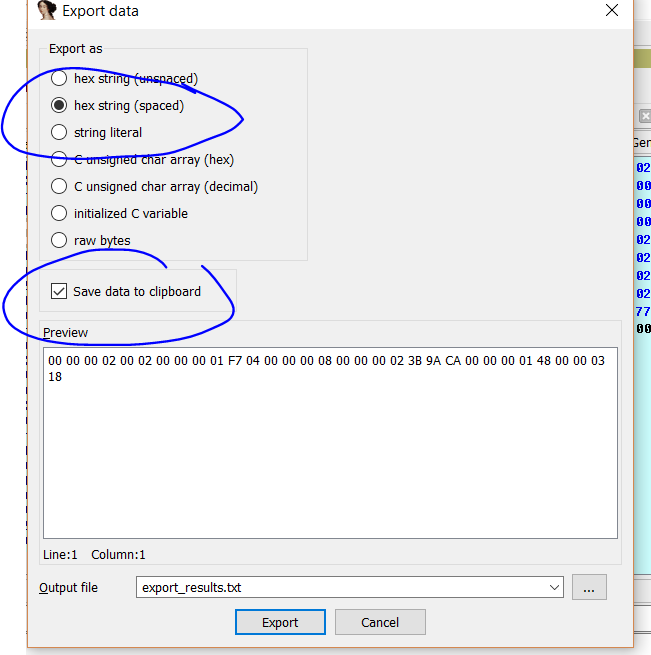 Export data
Export as
hex string (unspaced)
hex string (spaced)
string literal
C unsigned char array (hex)
C unsigned char array (decimal)
initialized C variable
raw bytes
Save data to clipboard
Preview
00 00 00 02 00 02 00 00 00 01 F7 04 00 00 00 08 00 00 00 02 3B 9A CA 00 00 00 01 48 00 00 03
18
Line:1 Column:1
Output file
export_results.txt
...
Export
Cancel
Ger
02
00
00
00
02
02
02
02
77
00